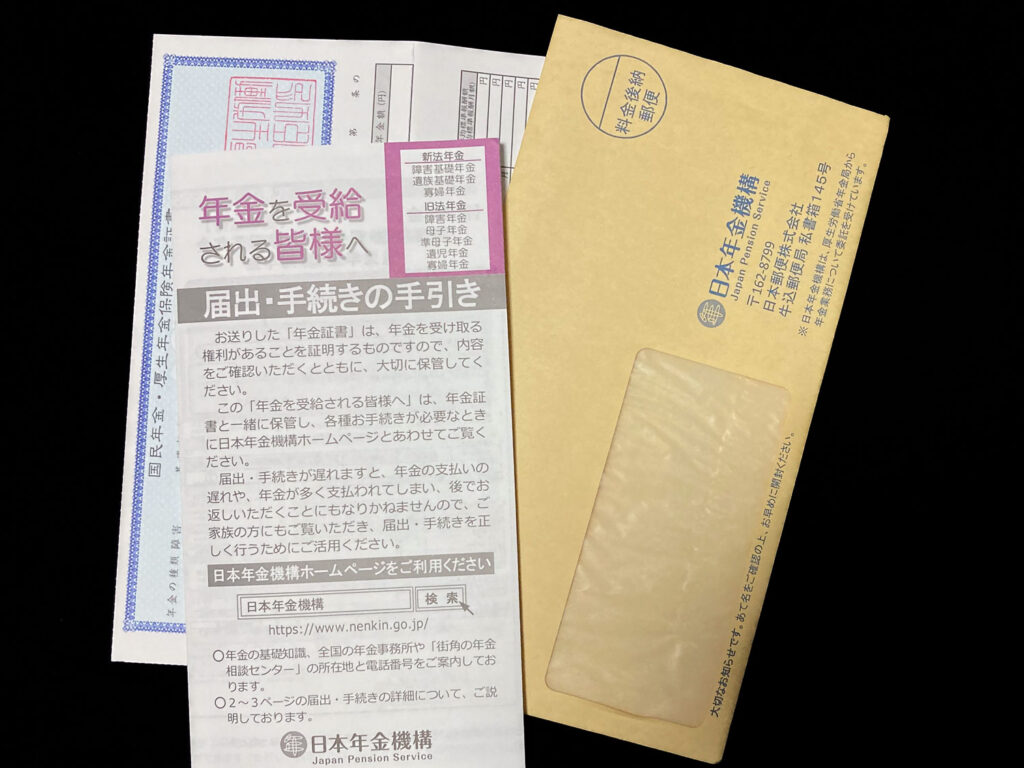 国民年金・厚生年金保険年金証書
年金の種類 障害
第 条の
年金額(円)
円
円
円
円
円
年金を受給
される皆様へ
新法年金
障害基礎年金
遺族基礎年金
寡婦年金
旧法年金
障害年金
母子年金
準母子年金
遺児年金
寡婦年金
届出・手続きの手引き
お送りした「年金証書」は、年金を受け取る
権利があることを証明するものですので、内容
をご確認いただくとともに、大切に保管してく
ださい。
この「年金を受給される皆様へ」は、年金証
書と一緒に保管し、各種お手続きが必要なとき
に日本年金機構ホームページとあわせてご覧く
ださい。
届出・手続きが遅れますと、年金の支払いの
遅れや、年金が多く支払われてしまい、後でお
返しいただくことにもなりかねませんので、ご
家族の方にもご覧いただき、届出・手続きを正
しく行うためにご活用ください。
日本年金機構ホームページをご利用ください
日本年金機構 検索
https://www.nenkin.go.jp/
○年金の基礎知識、全国の年金事務所や「街角の年金
相談センター」の所在地と電話番号をご案内してお
ります。
○2～3ページの届出・手続きの詳細について、ご説
明しております。
日本年金機構
Japan Pension Service
料金後納
郵便
日本年金機構
Japan Pension Service
〒162-8799
日本郵便株式会社
牛込郵便局 私書箱145号
※日本年金機構は、厚生労働省年金局から
年金業務について委託を受けています。
大切なお知らせです。あて名をご確認の上、お早めに開封ください。